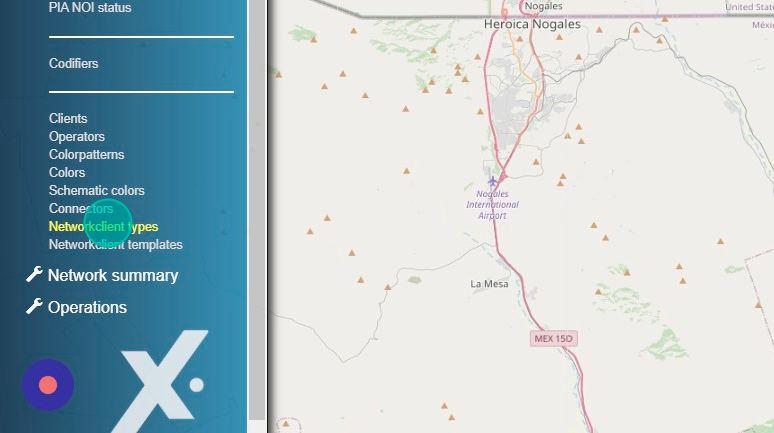 PIA NOI status
Codifiers
Clients
Operators
Colorpatterns
Colors
Schematic colors
Connectors
Networkclient types
Networkclient templates
Network summary
Operations
X
Nogales
United States
Heroica Nogales
Méxi
Nogales
International
Airport
La Mesa
MEX 15D